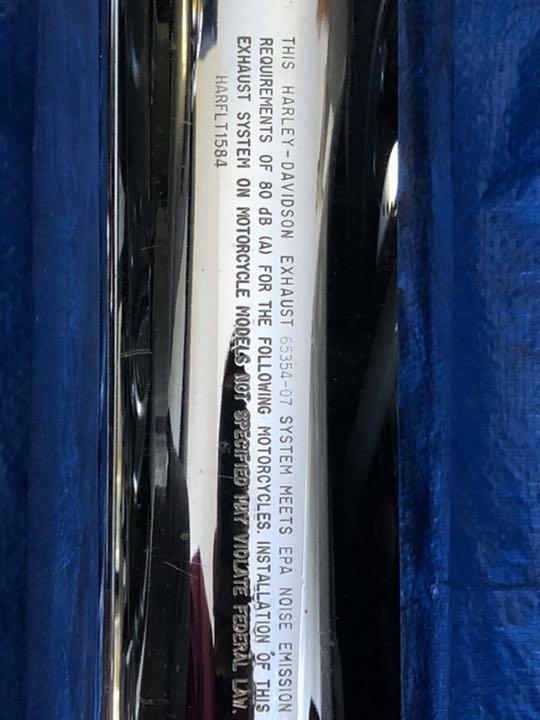 THIS HARLEY-DAVIDSON EXHAUST 65354-07 SYSTEM MEETS EPA NOISE EMISSION
REQUIREMENTS OF 80 dB (A) FOR THE FOLLOWING MOTORCYCLES. INSTALLATION OF THIS
EXHAUST SYSTEM ON MOTORCYCLE MODELS NOT SPECIFIED MAY VIOLATE FEDERAL LAW.
HARFLT1584